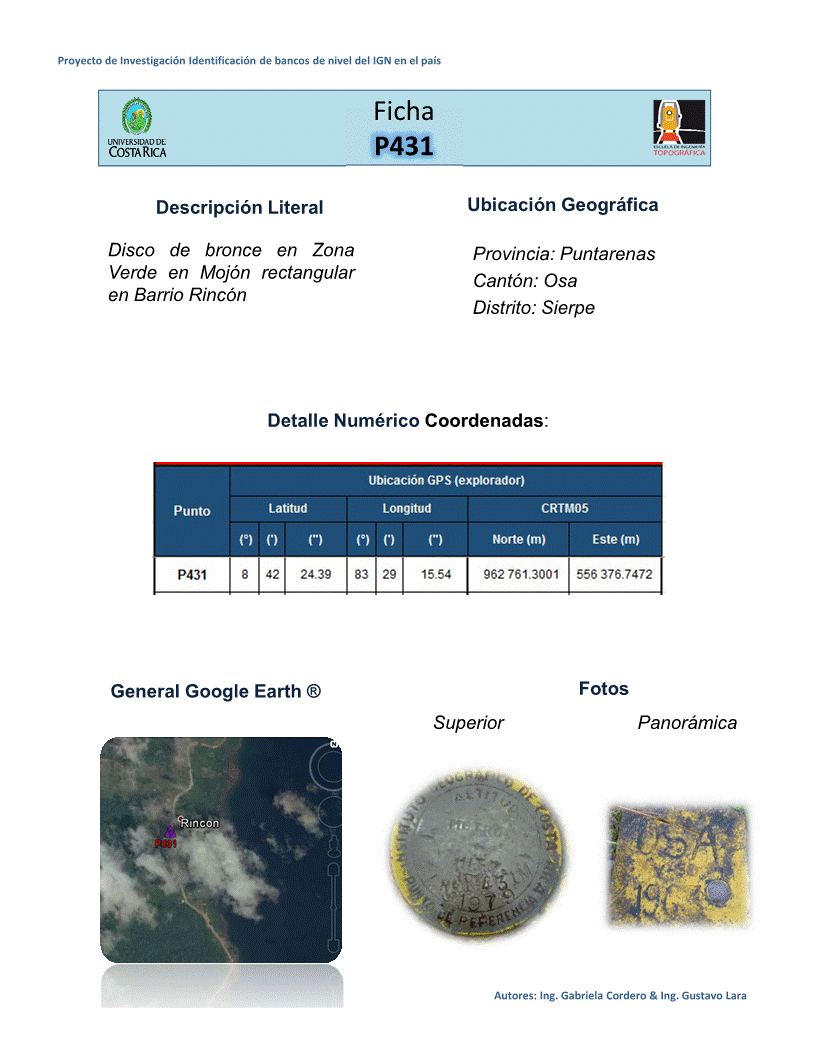 Proyecto de Investigación Identificación de bancos de nivel del IGN en el país
Ficha
P431
UNIVERSIDAD DE
COSTA RICA
ESCUELA DE INGENIERÍA
TOPOGRÁFICA
Descripción Literal
Disco de bronce en Zona
Verde en Mojón rectangular
en Barrio Rincón
Ubicación Geográfica
Provincia: Puntarenas
Cantón: Osa
Distrito: Sierpe
Detalle Numérico Coordenadas:
Punto
Ubicación GPS (explorador)
Latitud Longitud CRTM05
(°) (') (") (°) (') (") Norte (m) Este (m)
P431 8 42 24.39 83 29 15.54 962 761.3001 556 376.7472
General Google Earth ®
N
Rincon
P431
Fotos
Superior Panorámica
GEOGRÁFICO DE COSTA RICA
1979
DE REFERENCIA
OSA
Autores: Ing. Gabriela Cordero & Ing. Gustavo Lara